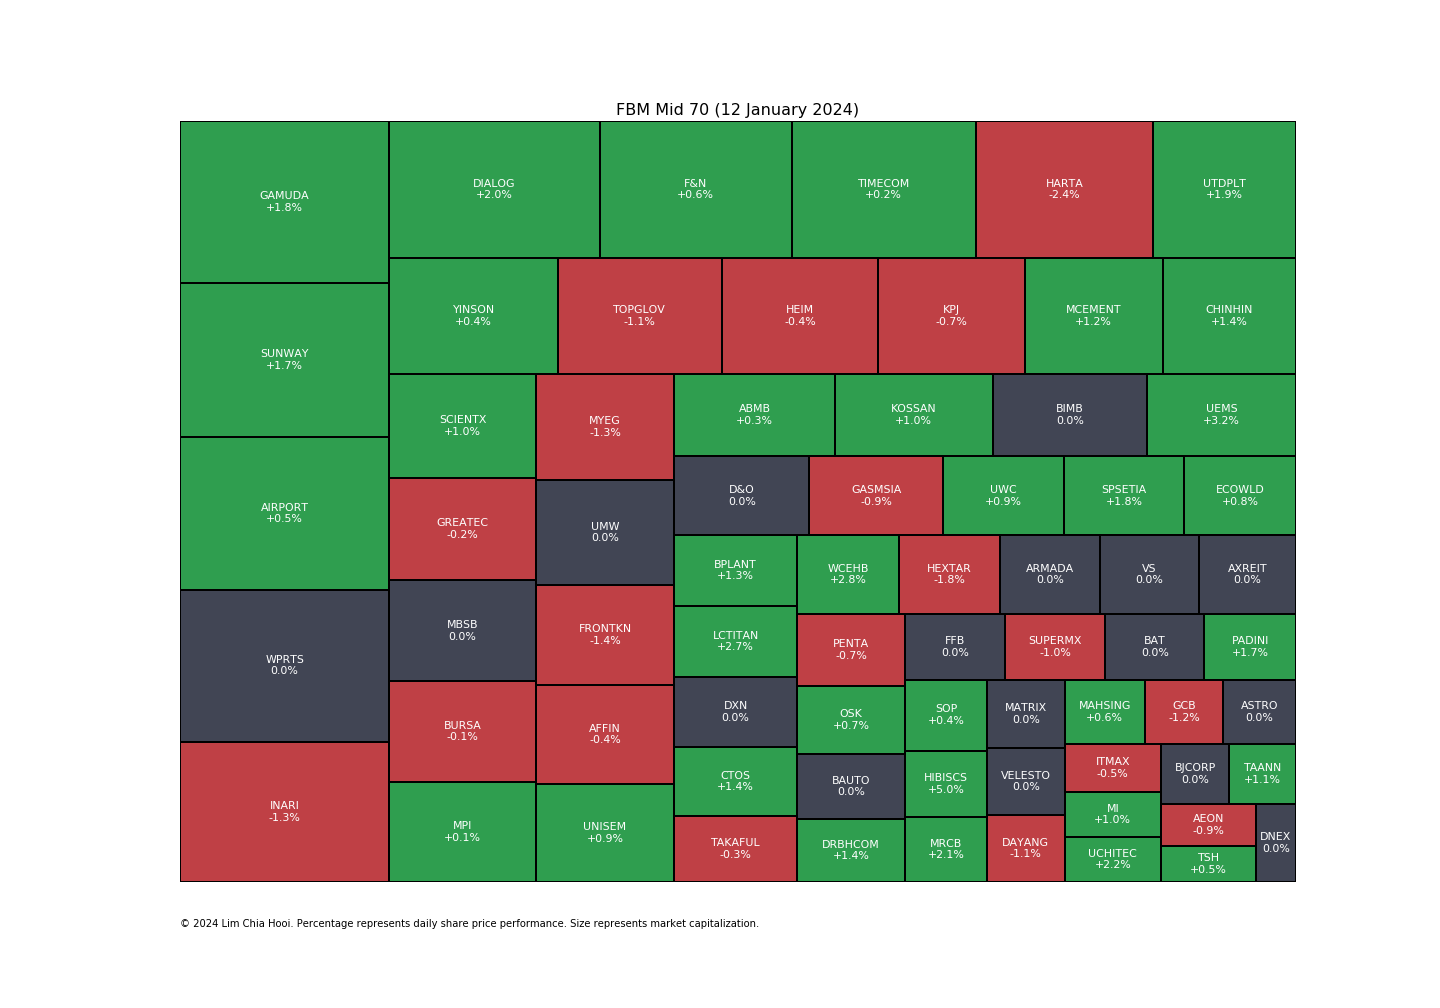 FBM Mid 70 (12 January 2024)
GAMUDA
+1.8%
SUNWAY
+1.7%
AIRPORT
+0.5%
WPRTS
0.0%
INARI
-1.3%
DIALOG
+2.0%
F&N
+0.6%
TIMECOM
+0.2%
HARTA
-2.4%
UTDPLT
+1.9%
YINSON
+0.4%
TOPGLOV
-1.1%
HEIM
-0.4%
KPJ
-0.7%
MCEMENT
+1.2%
CHINHIN
+1.4%
SCIENTX
+1.0%
GREATEC
-0.2%
MBSB
0.0%
BURSA
-0.1%
MPI
+0.1%
MYEG
-1.3%
UMW
0.0%
FRONTKN
-1.4%
AFFIN
-0.4%
UNISEM
+0.9%
ABMB
+0.3%
KOSSAN
+1.0%
BIMB
0.0%
UEMS
+3.2%
D&O
0.0%
GASMSIA
-0.9%
UWC
+0.9%
SPSETIA
+1.8%
ECOWLD
+0.8%
BPLANT
+1.3%
LCTITAN
+2.7%
DXN
0.0%
CTOS
+1.4%
TAKAFUL
-0.3%
WCEHB
+2.8%
HEXTAR
-1.8%
ARMADA
0.0%
VS
0.0%
AXREIT
0.0%
PENTA
-0.7%
OSK
+0.7%
BAUTO
0.0%
DRBHCOM
+1.4%
FFB
0.0%
SUPERMX
-1.0%
BAT
0.0%
PADINI
+1.7%
SOP
+0.4%
HIBISCS
+5.0%
MRCB
+2.1%
MATRIX
0.0%
VELESTO
0.0%
DAYANG
-1.1%
MAHSING
+0.6%
GCB
-1.2%
ASTRO
0.0%
ITMAX
-0.5%
MI
+1.0%
UCHITEC
+2.2%
BJCORP
0.0%
TAANN
+1.1%
AEON
-0.9%
TSH
+0.5%
DNEX
0.0%
© 2024 Lim Chia Hooi. Percentage represents daily share price performance. Size represents market capitalization.